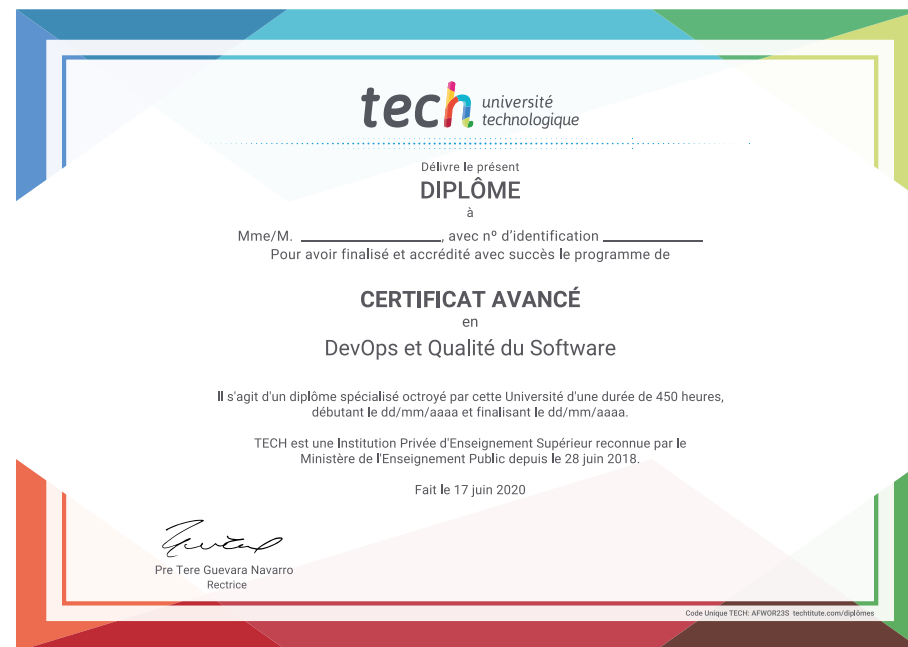 tech université
technologique
Délivre le présent
DIPLÔME
à
Mme/M. ____________________, avec nº d'identification ______________
Pour avoir finalisé et accrédité avec succès le programme de
CERTIFICAT AVANCÉ
en
DevOps et Qualité du Software
Il s'agit d'un diplôme spécialisé octroyé par cette Université d'une durée de 450 heures,
débutant le dd/mm/aaaa et finalisant le dd/mm/aaaa.
TECH est une Institution Privée d'Enseignement Supérieur reconnue par le
Ministère de l'Enseignement Public depuis le 28 juin 2018.
Fait le 17 juin 2020
Pre Tere Guevara Navarro
Rectrice
Code Unique TECH: AFWOR23S techtitute.com/diplômes